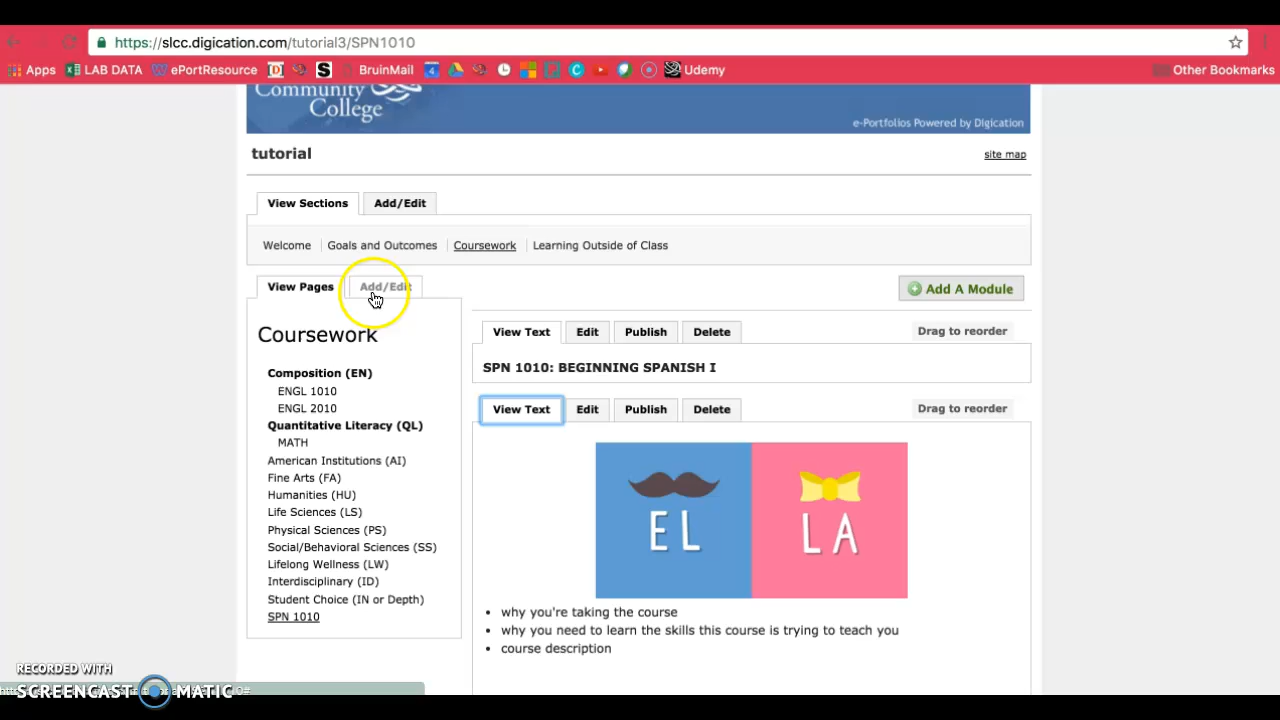 https://slcc.digication.com/tutorial3/SPN1010
Apps LAB DATA ePortResource BruinMail Udemy Other Bookmarks
Community
College
e-Portfolios Powered by Digication
tutorial
site map
View Sections Add/Edit
Welcome Goals and Outcomes Coursework Learning Outside of Class
View Pages Add/Edit
Add A Module
Coursework
Composition (EN)
ENGL 1010
ENGL 2010
Quantitative Literacy (QL)
MATH
American Institutions (AI)
Fine Arts (FA)
Humanities (HU)
Life Sciences (LS)
Physical Sciences (PS)
Social/Behavioral Sciences (SS)
Lifelong Wellness (LW)
Interdisciplinary (ID)
Student Choice (IN or Depth)
SPN 1010
View Text Edit Publish Delete Drag to reorder
SPN 1010: BEGINNING SPANISH I
View Text Edit Publish Delete Drag to reorder
EL LA
why you're taking the course
why you need to learn the skills this course is trying to teach you
course description
RECORDED WITH
SCREENCAST MATIC